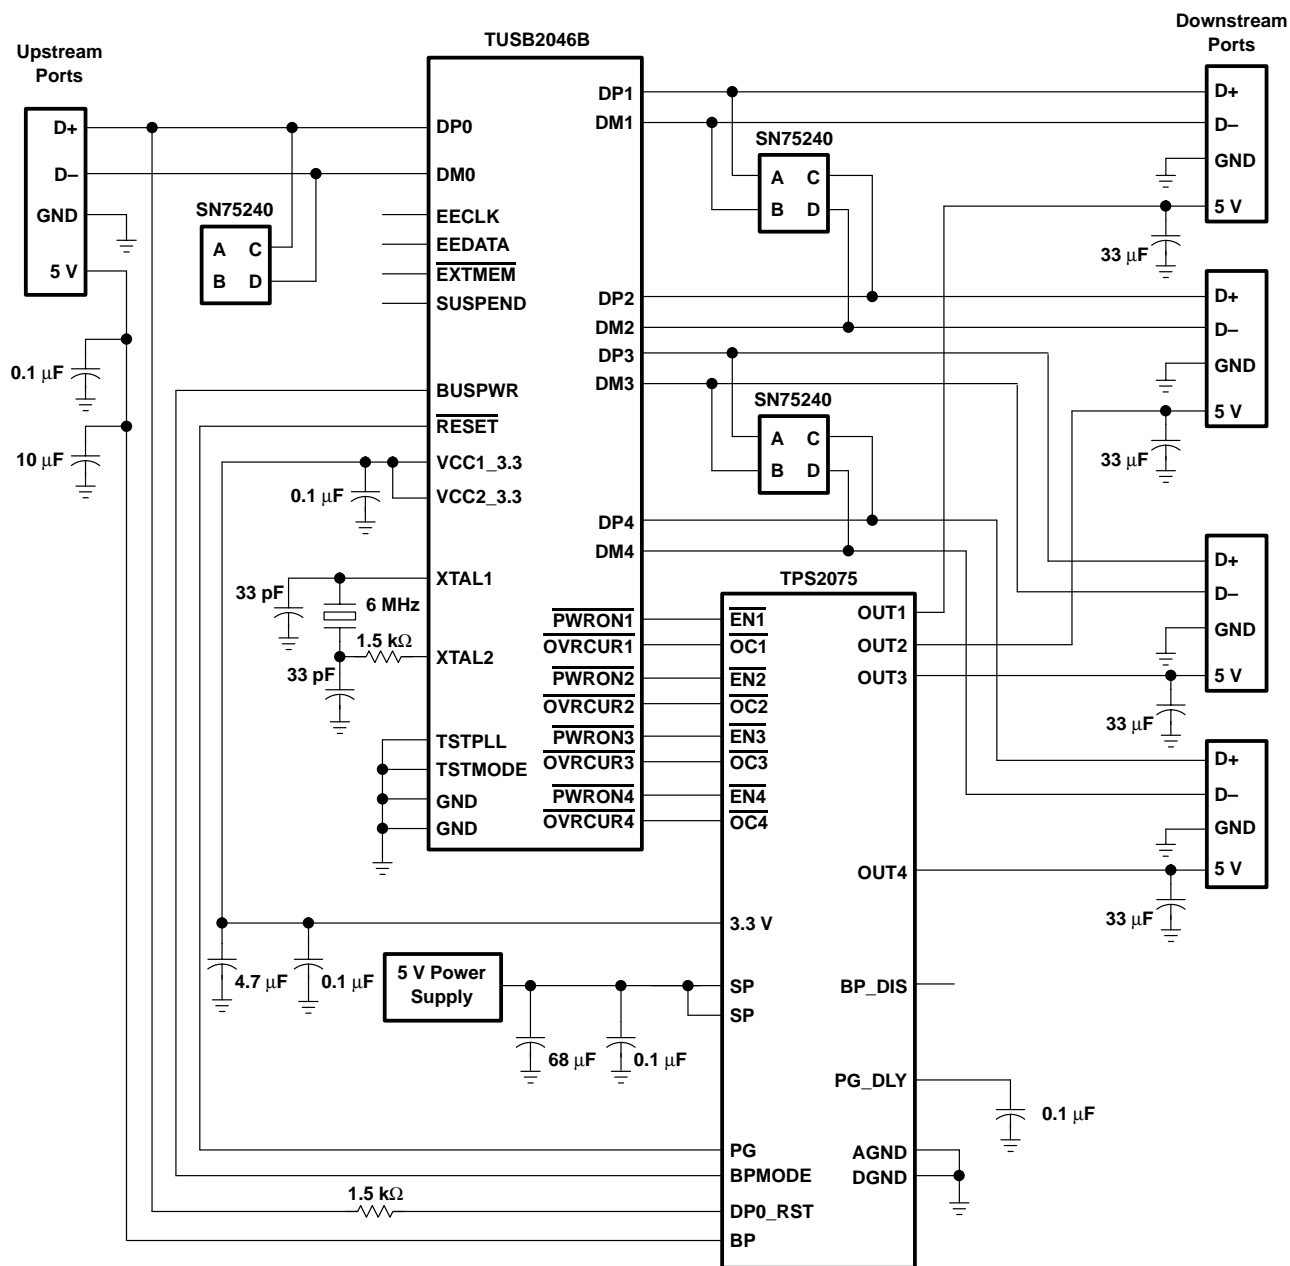 TUSB2046B
Upstream
Ports
D+
D–
GND
5 V
SN75240
A C
B D
0.1 μF
10 μF
DP0
DM0
EECLK
EEDATA
EXTMEM
SUSPEND
BUSPWR
RESET
VCC1_3.3
VCC2_3.3
0.1 μF
XTAL1
33 pF
6 MHz
1.5 kΩ
XTAL2
33 pF
TSTPLL
TSTMODE
GND
GND
DP1
DM1
DP2
DM2
DP3
DM3
DP4
DM4
PWRON1
OVRCUR1
PWRON2
OVRCUR2
PWRON3
OVRCUR3
PWRON4
OVRCUR4
SN75240
A C
B D
SN75240
A C
B D
TPS2075
EN1
OC1
EN2
OC2
EN3
OC3
EN4
OC4
3.3 V
SP
SP
PG
BPMODE
DP0_RST
BP
OUT1
OUT2
OUT3
OUT4
BP_DIS
PG_DLY
AGND
DGND
0.1 μF
4.7 μF
0.1 μF
5 V Power
Supply
68 μF
0.1 μF
1.5 kΩ
Downstream
Ports
D+
D–
GND
5 V
33 μF
D+
D–
GND
5 V
33 μF
D+
D–
GND
5 V
33 μF
D+
D–
GND
5 V
33 μF